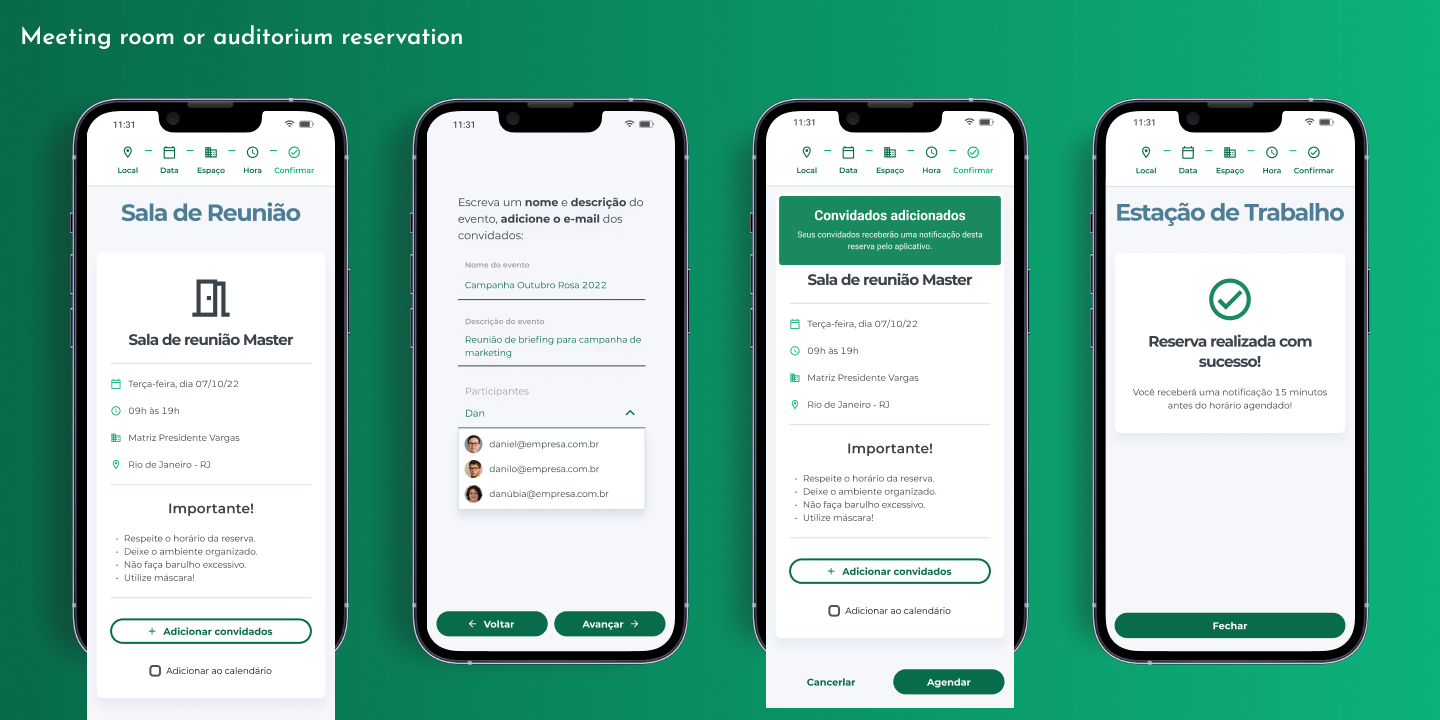 Meeting room or auditorium reservation
11:31
Local
Data
Espaço
Hora
Confirmar
Sala de Reunião
Sala de reunião Master
Terça-feira, dia 07/10/22
09h às 19h
Matriz Presidente Vargas
Rio de Janeiro - RJ
Importante!
• Respeite o horário da reserva.
• Deixe o ambiente organizado.
• Não faça barulho excessivo.
• Utilize máscara!
+ Adicionar convidados
Adicionar ao calendário
11:31
Escreva um nome e descrição do
evento, adicione o e-mail dos
convidados:
Nome do evento
Campanha Outubro Rosa 2022
Descrição do evento
Reunião de briefing para campanha de
marketing
Participantes
Dan
daniel@empresa.com.br
danilo@empresa.com.br
danúbia@empresa.com.br
← Voltar
Avançar →
11:31
Local
Data
Espaço
Hora
Confirmar
Convidados adicionados
Seus convidados receberão uma notificação desta
reserva pelo aplicativo.
Sala de reunião Master
Terça-feira, dia 07/10/22
09h às 19h
Matriz Presidente Vargas
Rio de Janeiro - RJ
Importante!
• Respeite o horário da reserva.
• Deixe o ambiente organizado.
• Não faça barulho excessivo.
• Utilize máscara!
+ Adicionar convidados
Adicionar ao calendário
Cancerlar
Agendar
11:31
Local
Data
Espaço
Hora
Confirmar
Estação de Trabalho
Reserva realizada com
sucesso!
Você receberá uma notificação 15 minutos
antes do horário agendado!
Fechar